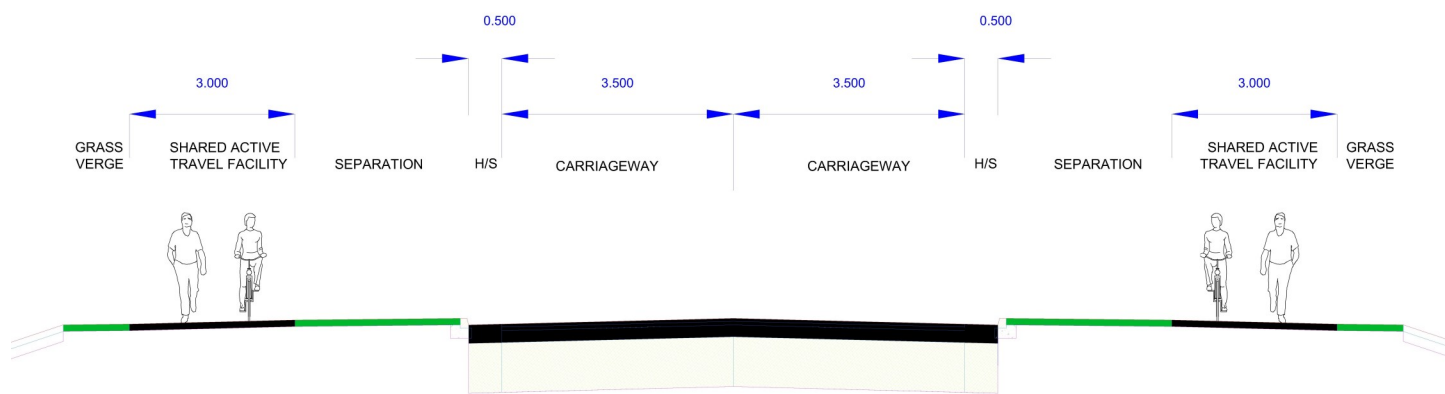 0.500
0.500
3.000
3.500
3.500
3.000
GRASS
VERGE
SHARED ACTIVE
TRAVEL FACILITY
SEPARATION
H/S
CARRIAGEWAY
CARRIAGEWAY
H/S
SEPARATION
SHARED ACTIVE
TRAVEL FACILITY
GRASS
VERGE